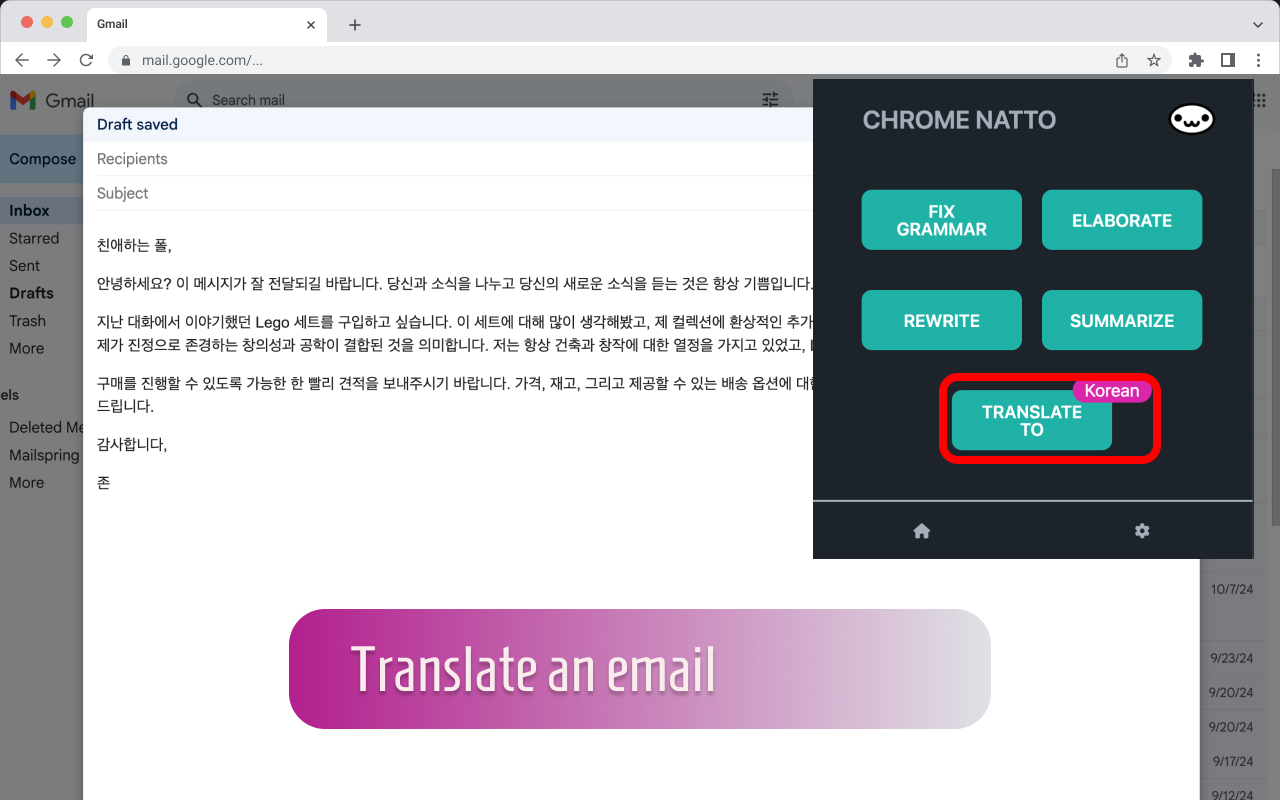 Gmail
mail.google.com/...
Gmail
Search mail
CHROME NATTO
Compose
Draft saved
Recipients
Subject
Inbox
Starred
Sent
Drafts
Trash
More
els
Deleted Me
Mailspring
More
친애하는 폴,
안녕하세요? 이 메시지가 잘 전달되길 바랍니다. 당신과 소식을 나누고 당신의 새로운 소식을 듣는 것은 항상 기쁨입니다.
지난 대화에서 이야기했던 Lego 세트를 구입하고 싶습니다. 이 세트에 대해 많이 생각해봤고, 제 컬렉션에 환상적인 추가
제가 진정으로 존경하는 창의성과 공학이 결합된 것을 의미합니다. 저는 항상 건축과 창작에 대한 열정을 가지고 있었고,
구매를 진행할 수 있도록 가능한 한 빨리 견적을 보내주시기 바랍니다. 가격, 재고, 그리고 제공할 수 있는 배송 옵션에 대한
드립니다.
감사합니다,
존
FIX
GRAMMAR
ELABORATE
REWRITE
SUMMARIZE
Korean
TRANSLATE
TO
Translate an email
10/7/24
9/23/24
9/20/24
9/20/24
9/17/24
9/12/24